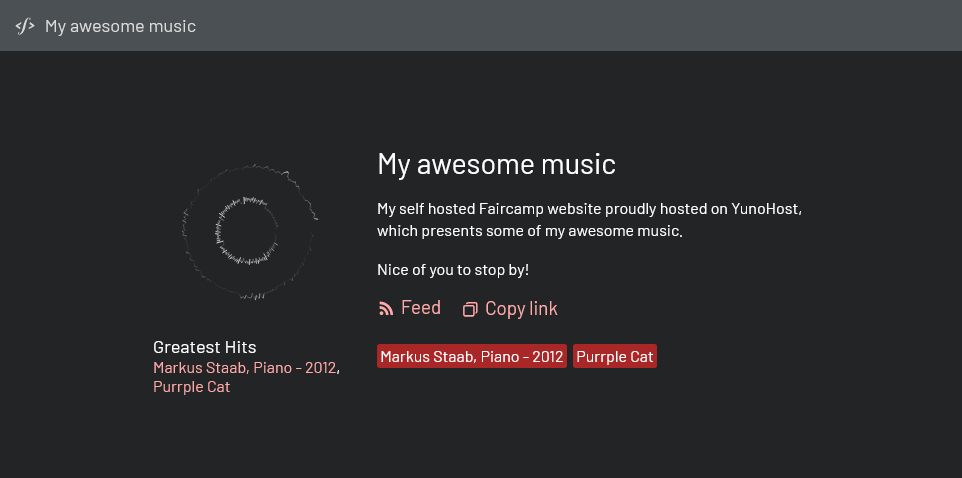 My awesome music
My awesome music
My self hosted Faircamp website proudly hosted on YunoHost,
which presents some of my awesome music.
Nice of you to stop by!
Feed
Copy link
Markus Staab, Piano - 2012
Purrple Cat
Greatest Hits
Markus Staab, Piano - 2012,
Purrple Cat